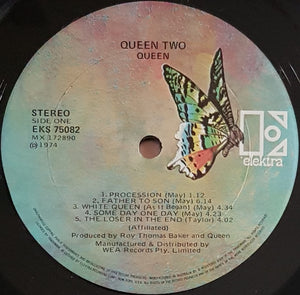 QUEEN TWO
QUEEN
STEREO
SIDE ONE
EKS 75082
MX 172890
℗ 1974
elektra
1. PROCESSION (May) 1.12
2. FATHER TO SON (May) 6.14
3. WHITE QUEEN (As it Began) (May) 4.34
4. SOME DAY ONE DAY (May) 4.23
5. THE LOSER IN THE END (Taylor) 4.02
(Affiliated)
Produced by Roy Thomas Baker and Queen
Manufactured & Distributed by
WEA Records Pty. Limited